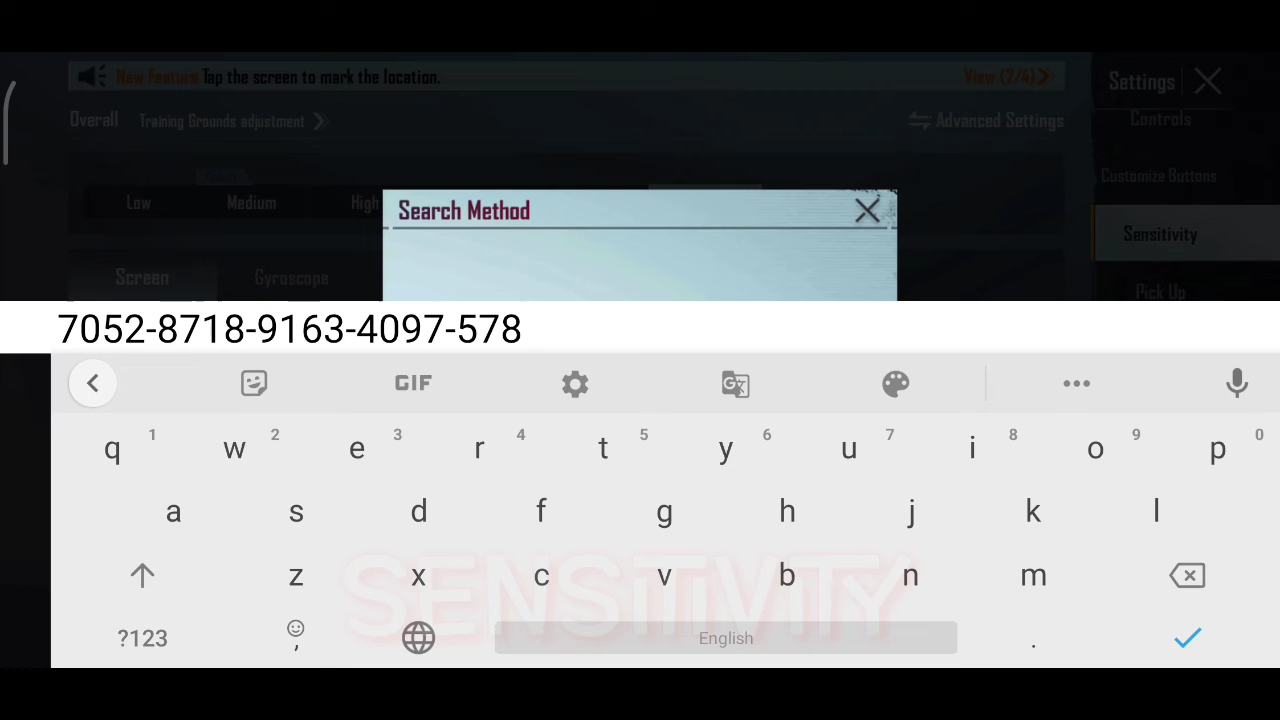 New Feature Tap the screen to mark the location. View (2/4)
Settings
Overall Training Grounds adjustment Advanced Settings
Controls
Customize Buttons
Low Medium High
Search Method
Sensitivity
Screen Gyroscope
Pick Up
7052-8718-9163-4097-578
GIF
q 1 w 2 e 3 r 4 t 5 y 6 u 7 i 8 o 9 p 0
a s d f g h j k l
z x c v b n m
SENSITIVITY
?123 , English .